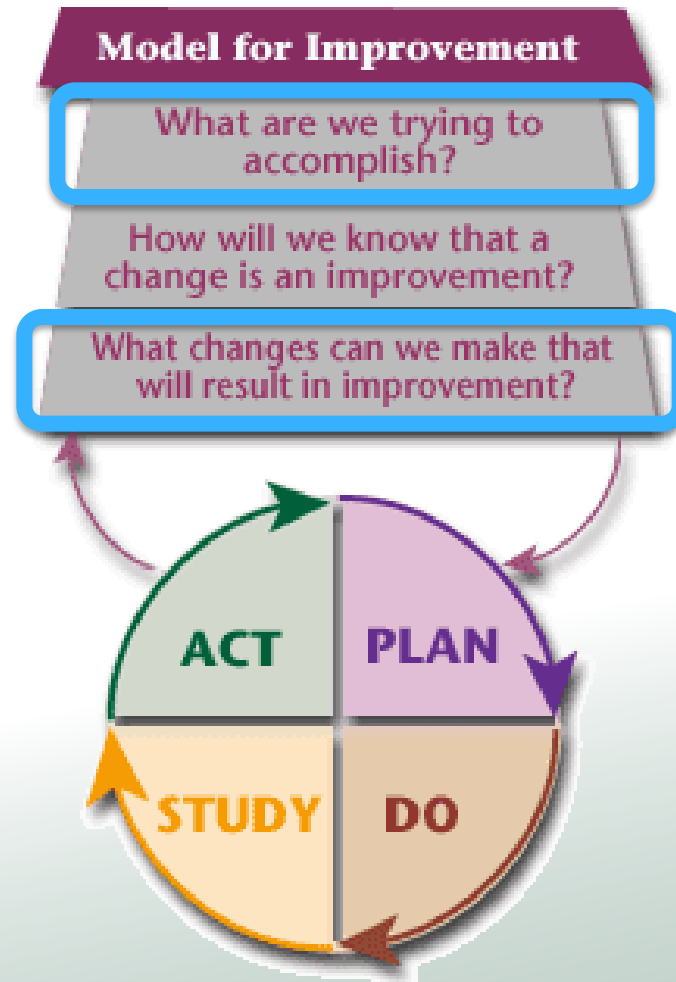 Model for Improvement
What are we trying to
accomplish?
How will we know that a
change is an improvement?
What changes can we make that
will result in improvement?
ACT
PLAN
STUDY
DO